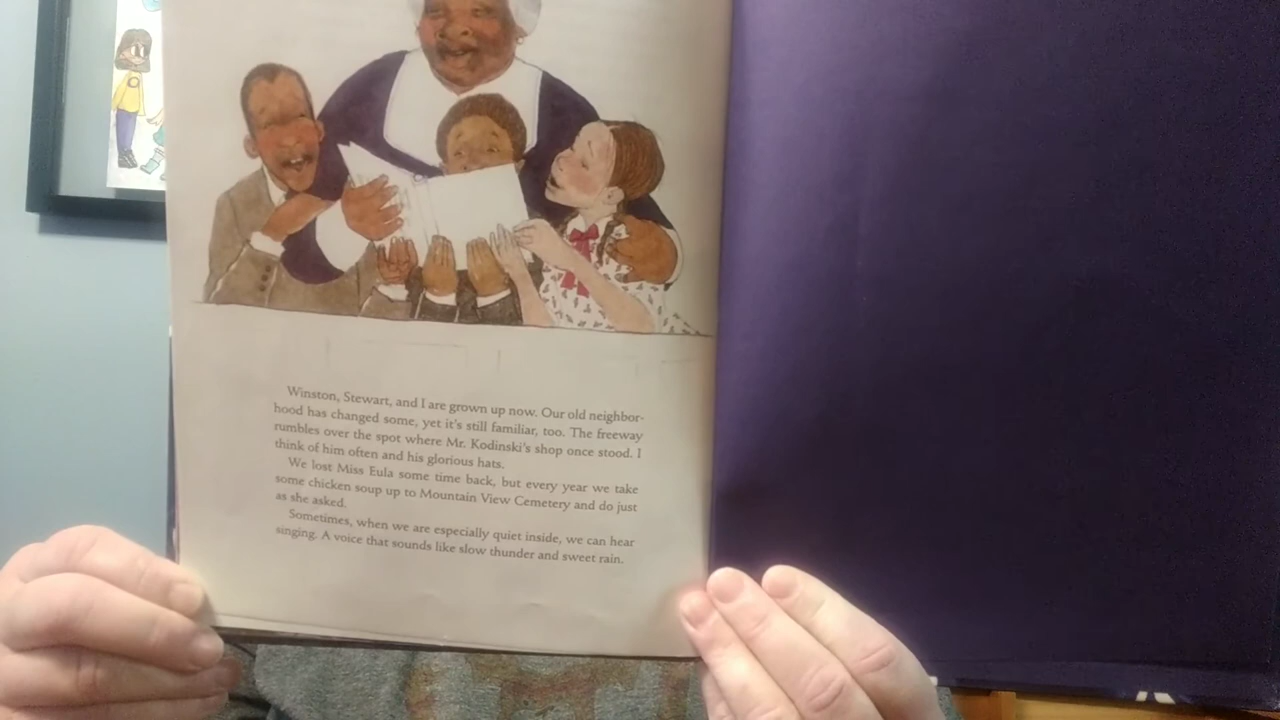 Winston, Stewart, and I are grown up now. Our old neighbor-
hood has changed some, yet it's still familiar, too. The freeway
rumbles over the spot where Mr. Kodinski's shop once stood. I
think of him often and his glorious hats.
We lost Miss Eula some time back, but every year we take
some chicken soup up to Mountain View Cemetery and do just
as she asked.
Sometimes, when we are especially quiet inside, we can hear
singing. A voice that sounds like slow thunder and sweet rain.